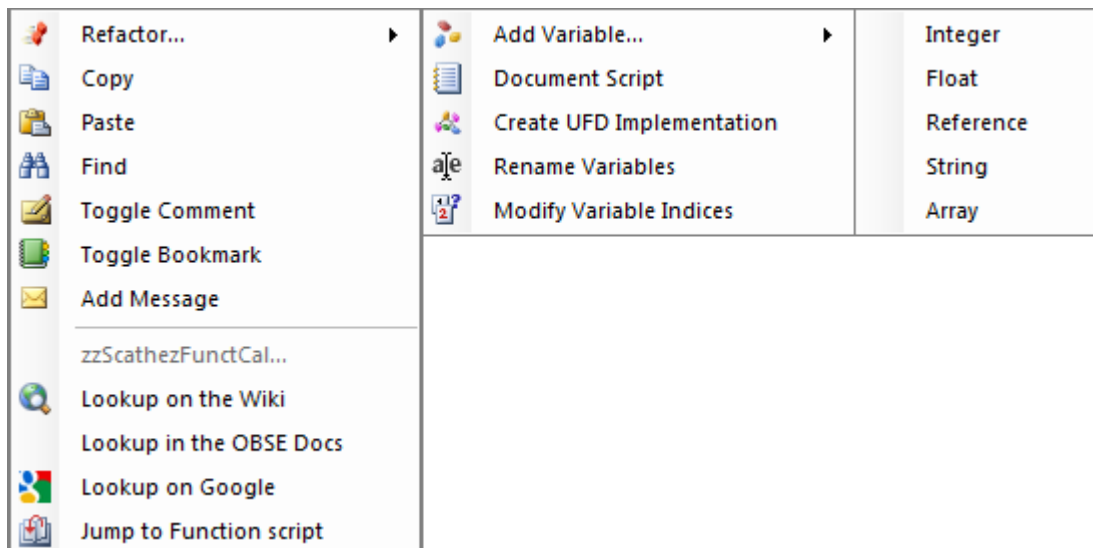 Refactor...
Copy
Paste
Find
Toggle Comment
Toggle Bookmark
Add Message
zzScathezFunctCal...
Lookup on the Wiki
Lookup in the OBSE Docs
Lookup on Google
Jump to Function script
Add Variable...
Document Script
Create UFD Implementation
Rename Variables
Modify Variable Indices
Integer
Float
Reference
String
Array